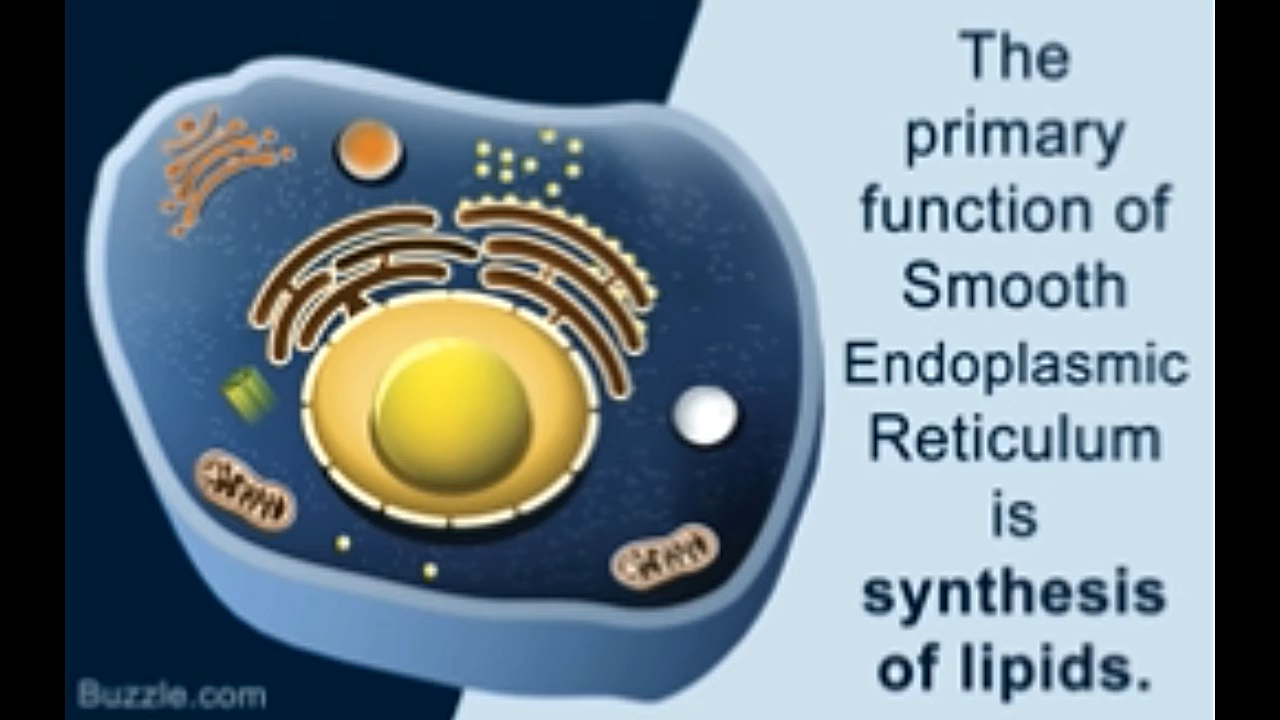 The
primary
function of
Smooth
Endoplasmic
Reticulum
is
synthesis
of lipids.
Buzzle.com